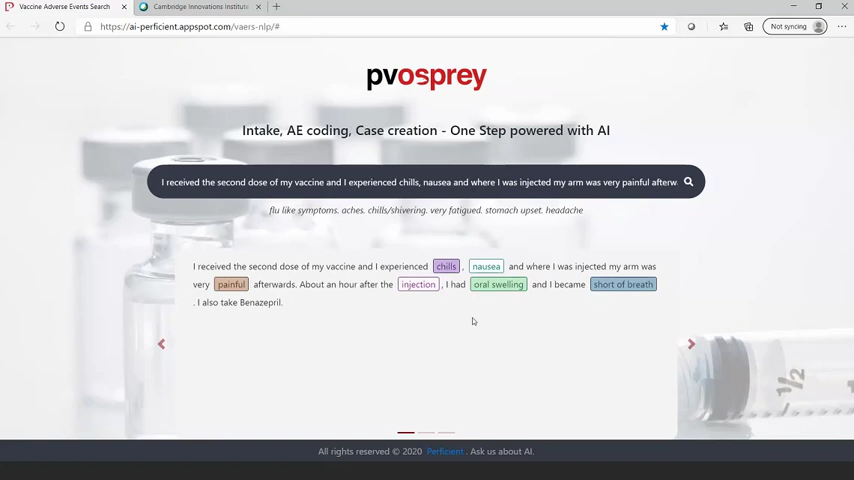 Vaccine Adverse Events Search
Cambridge Innovations Institute
https://ai-perficient.appspot.com/vaers-nlp/#
Not syncing
pvosprey
Intake, AE coding, Case creation - One Step powered with AI
I received the second dose of my vaccine and I experienced chills, nausea and where I was injected my arm was very painful afterw
flu like symptoms. aches. chills/shivering. very fatigued. stomach upset. headache
I received the second dose of my vaccine and I experienced chills , nausea and where I was injected my arm was
very painful afterwards. About an hour after the injection , I had oral swelling and I became short of breath
. I also take Benazepril.
1/2
All rights reserved © 2020 Perficient . Ask us about AI.